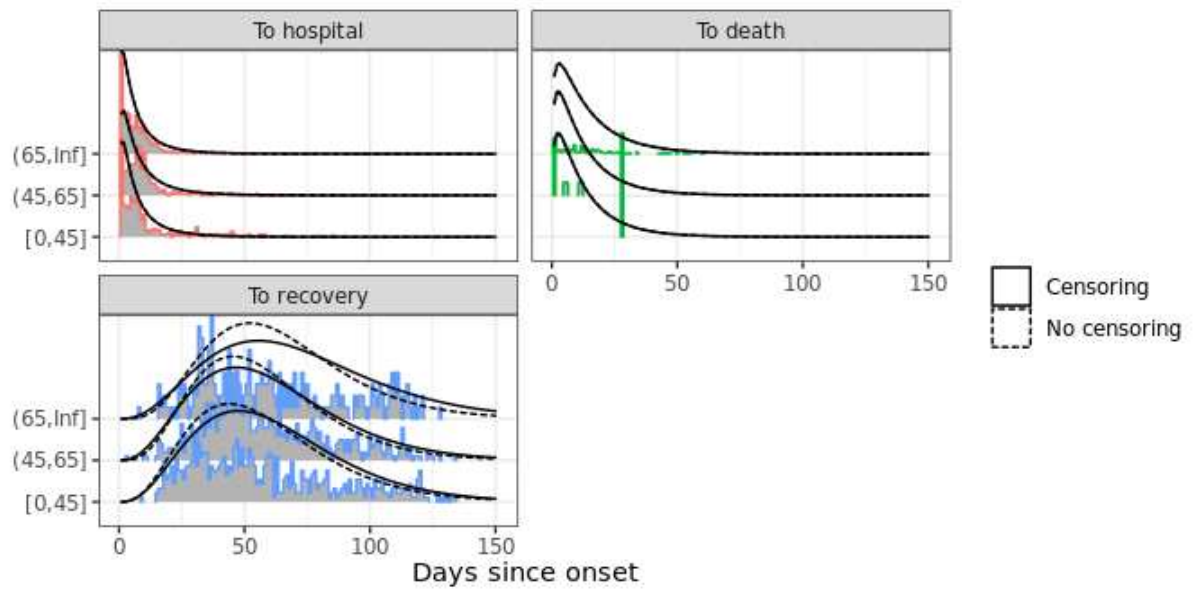 To hospital
To death
(65,Inf]
(45,65]
[0,45]
0 50 100 150
To recovery
(65,Inf]
(45,65]
[0,45]
0 50 100 150
Days since onset
Censoring
No censoring